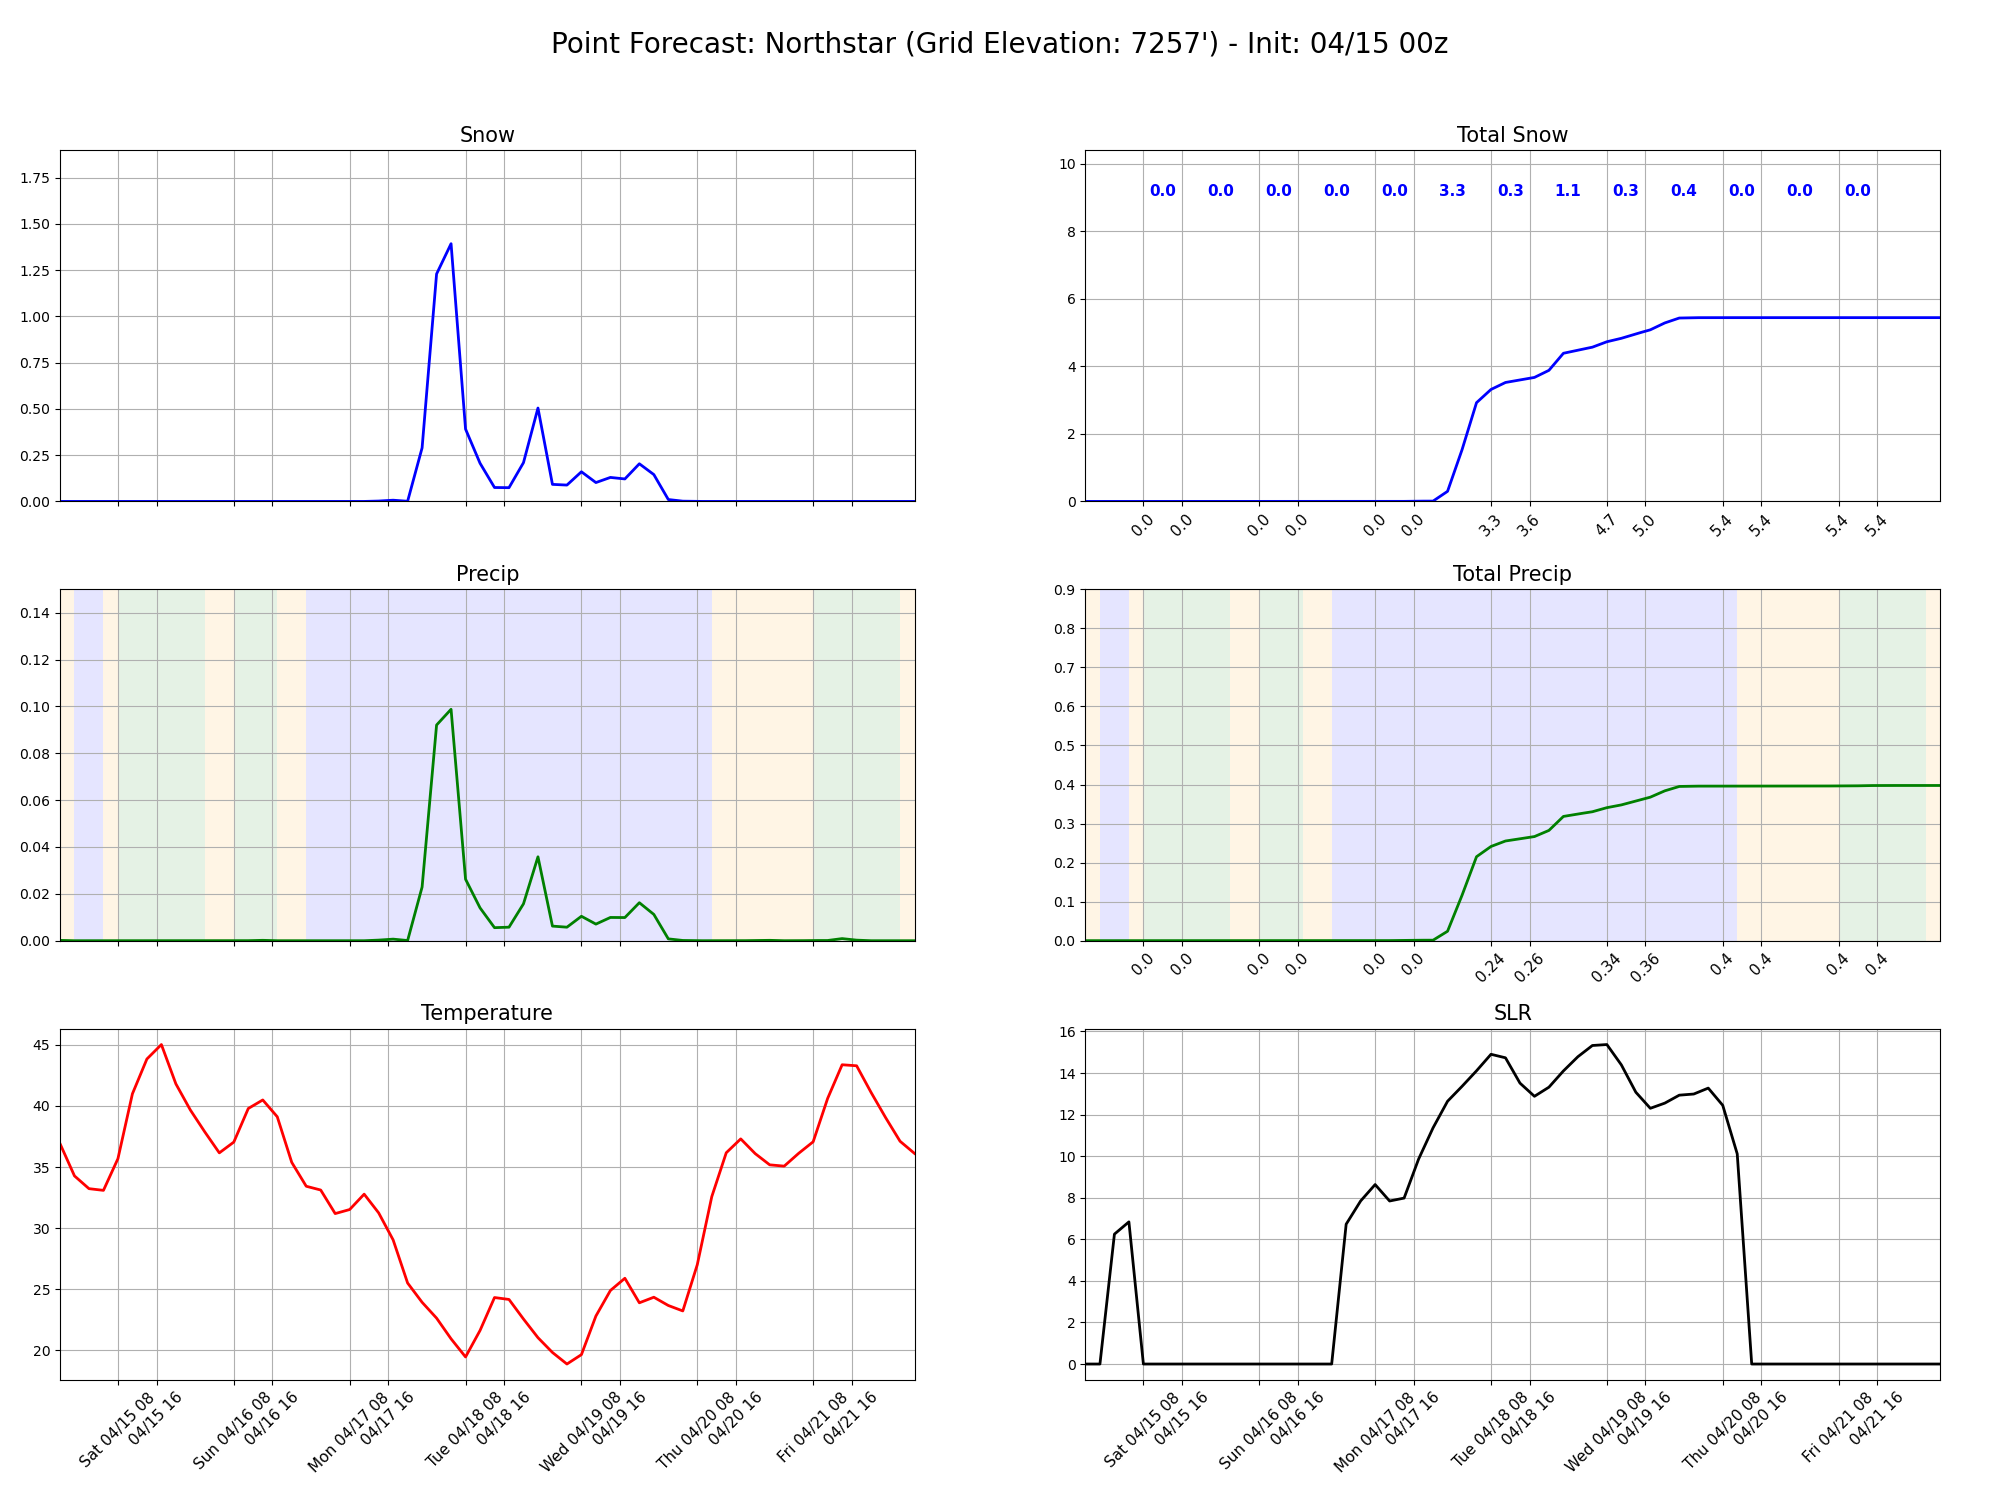 Point Forecast: Northstar (Grid Elevation: 7257') - Init: 04/15 00z
Snow
1.75
1.50
1.25
1.00
0.75
0.50
0.25
0.00
Total Snow
10
8
6
4
2
0
0.0 0.0 0.0 0.0 0.0 3.3 0.3 1.1 0.3 0.4 0.0 0.0 0.0
0.0 0.0 0.0 0.0 0.0 0.0 3.3 3.6 4.7 5.0 5.4 5.4 5.4 5.4
Precip
0.14
0.12
0.10
0.08
0.06
0.04
0.02
0.00
Total Precip
0.9
0.8
0.7
0.6
0.5
0.4
0.3
0.2
0.1
0.0
0.0 0.0 0.0 0.0 0.0 0.0 0.24 0.26 0.34 0.36 0.4 0.4 0.4 0.4
Temperature
45
40
35
30
25
20
Sat 04/15 08
04/15 16
Sun 04/16 08
04/16 16
Mon 04/17 08
04/17 16
Tue 04/18 08
04/18 16
Wed 04/19 08
04/19 16
Thu 04/20 08
04/20 16
Fri 04/21 08
04/21 16
SLR
16
14
12
10
8
6
4
2
0
Sat 04/15 08
04/15 16
Sun 04/16 08
04/16 16
Mon 04/17 08
04/17 16
Tue 04/18 08
04/18 16
Wed 04/19 08
04/19 16
Thu 04/20 08
04/20 16
Fri 04/21 08
04/21 16